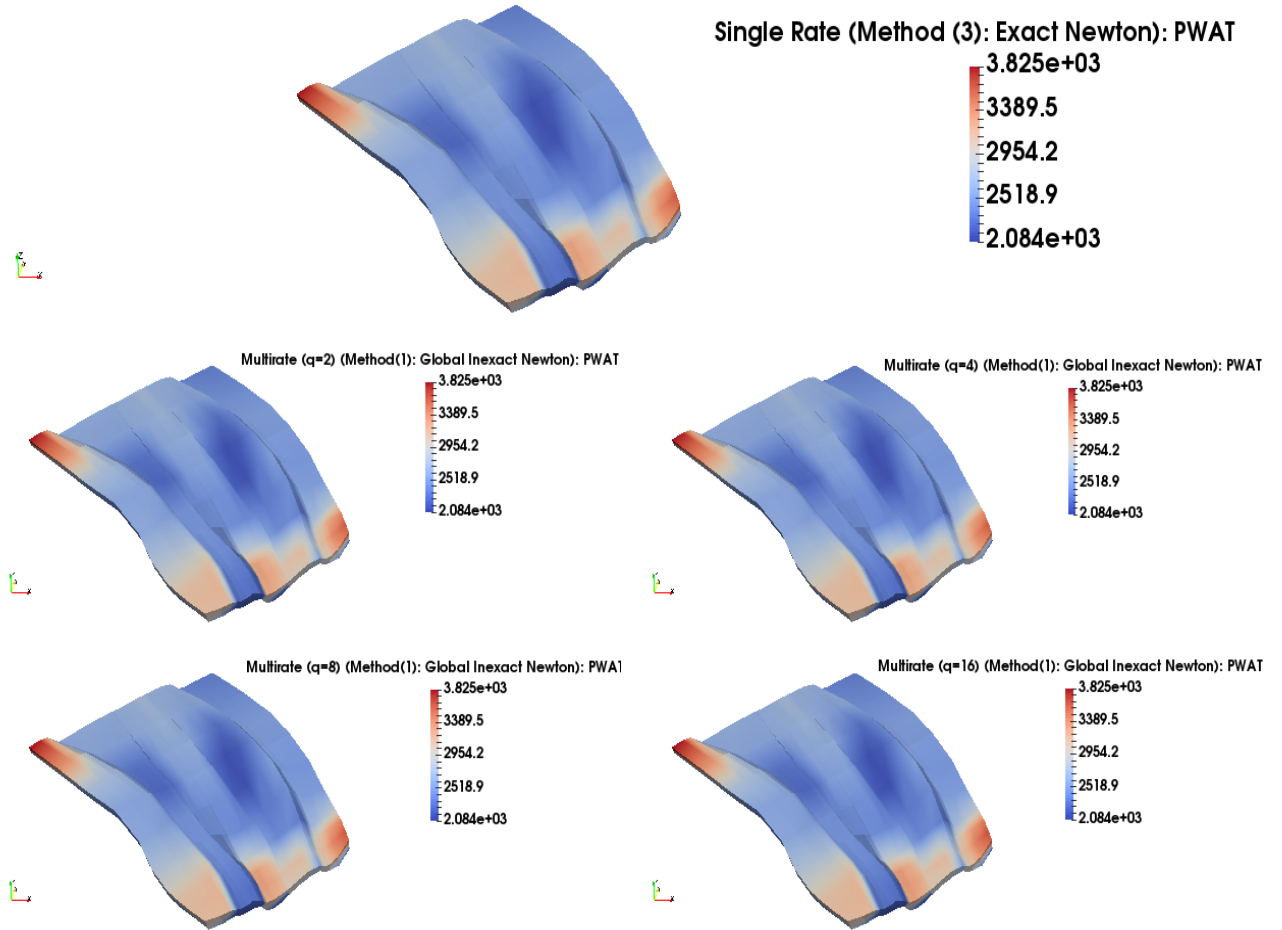 Single Rate (Method (3): Exact Newton): PWAT
3.825e+03
3389.5
2954.2
2518.9
2.084e+03
Multirate (q=2) (Method(1): Global Inexact Newton): PWAT
3.825e+03
3389.5
2954.2
2518.9
2.084e+03
Multirate (q=4) (Method(1): Global Inexact Newton): PWAT
3.825e+03
3389.5
2954.2
2518.9
2.084e+03
Multirate (q=8) (Method(1): Global Inexact Newton): PWAT
3.825e+03
3389.5
2954.2
2518.9
2.084e+03
Multirate (q=16) (Method(1): Global Inexact Newton): PWAT
3.825e+03
3389.5
2954.2
2518.9
2.084e+03